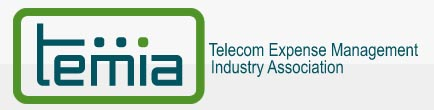 temia
Telecom Expense Management
Industry Association